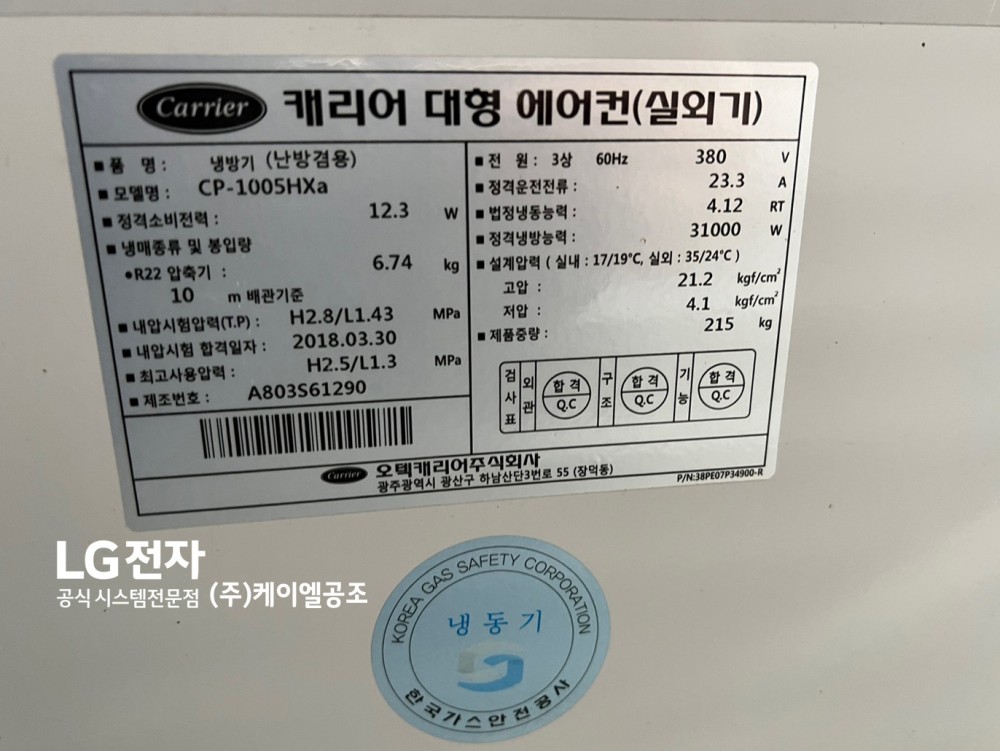 Carrier 캐리어 대형 에어컨(실외기)
■ 품 명 : 냉방기 (난방겸용)
■ 모델명 : CP-1005HXa
■ 정격소비전력 : 12.3 W
■ 냉매종류 및 봉입량
●R22 압축기 : 6.74 kg
10 m 배관기준
■ 내압시험압력(T.P) : H2.8/L1.43 MPa
■ 내압시험 합격일자 : 2018.03.30
■ 최고사용압력 : H2.5/L1.3 MPa
■ 제조번호 : A803S61290
■ 전 원 : 3상 60Hz 380 V
■ 정격운전전류 : 23.3 A
■ 법정냉동능력 : 4.12 RT
■ 정격냉방능력 : 31000 W
■ 설계압력 ( 실내 : 17/19℃, 실외 : 35/24℃ )
고압 : 21.2 kgf/cm²
저압 : 4.1 kgf/cm²
■ 제품중량 : 215 kg
검사표 외관 합격 Q.C 구조 합격 Q.C 기능 합격 Q.C
Carrier 오텍캐리어주식회사
광주광역시 광산구 하남산단3번로 55 (장덕동)
P/N:38PE07P34900-R
LG전자
공식 시스템전문점 (주)케이엘공조
KOREA GAS SAFETY CORPORATION
냉동기
한국가스안전공사